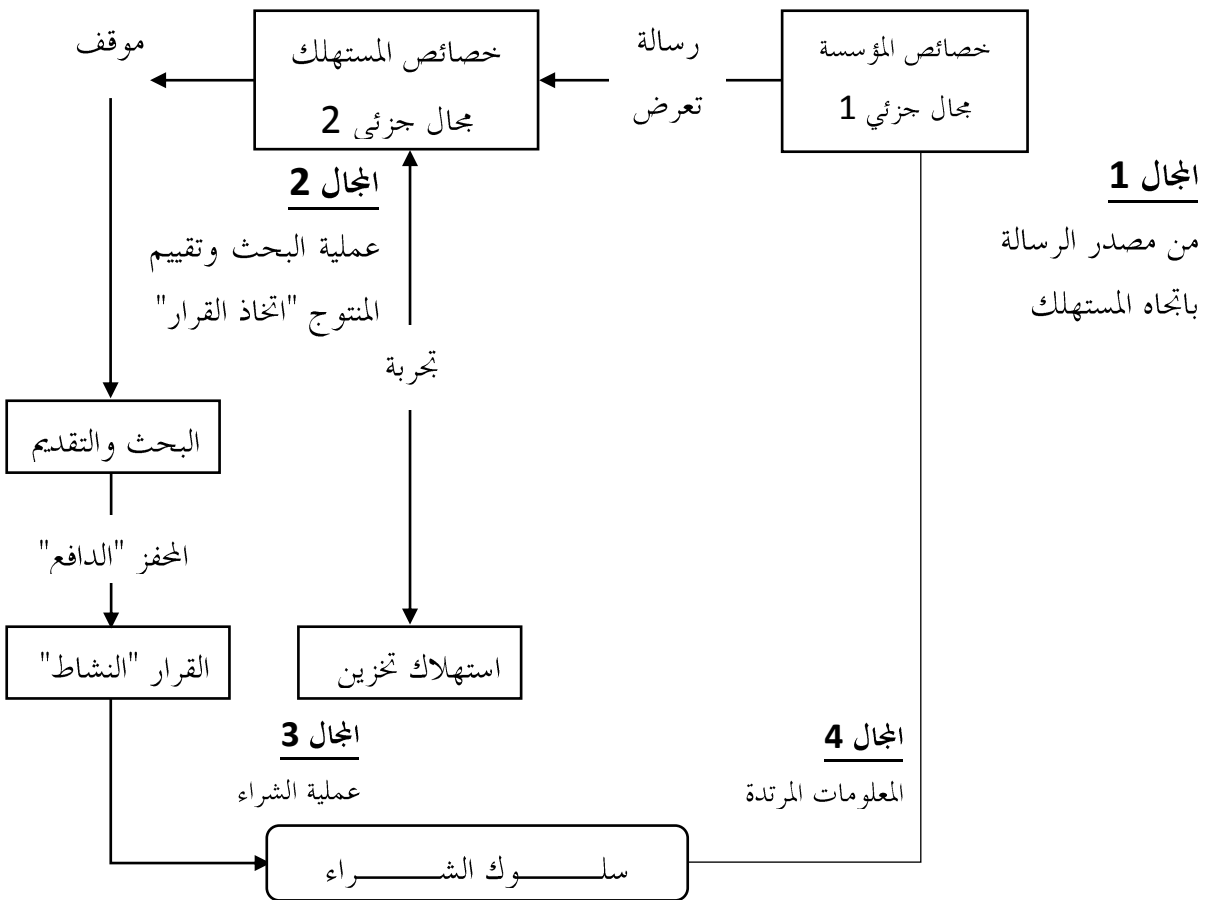 خصائص المؤسسة
مجال جزئي 1
رسالة
تعرض
خصائص المستهلك
مجال جزئي 2
موقف
المجال 1
من مصدر الرسالة
باتجاه المستهلك
المجال 2
عملية البحث وتقييم
المنتوج "اتخاذ القرار"
تجربة
البحث والتقديم
المحفز "الدافع"
القرار "النشاط"
استهلاك تخزين
المجال 3
عملية الشراء
المجال 4
المعلومات المرتدة
سلـــــوك الشـــــراء